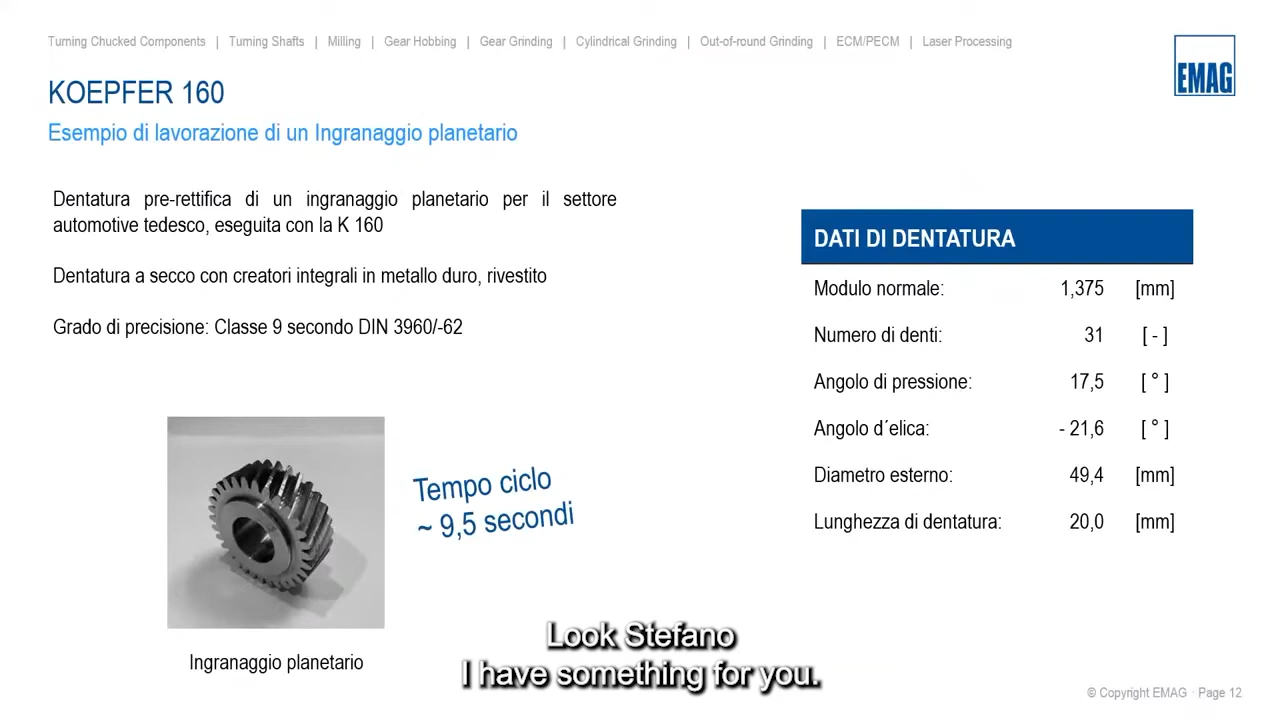 Turning Chucked Components | Turning Shafts | Milling | Gear Hobbing | Gear Grinding | Cylindrical Grinding | Out-of-round Grinding | ECM/PECM | Laser Processing
EMAG
KOEPFER 160
Esempio di lavorazione di un Ingranaggio planetario
Dentatura pre-rettifica di un ingranaggio planetario per il settore
automotive tedesco, eseguita con la K 160
Dentatura a secco con creatori integrali in metallo duro, rivestito
Grado di precisione: Classe 9 secondo DIN 3960/-62
DATI DI DENTATURA
Modulo normale: 1,375 [mm]
Numero di denti: 31 [ - ]
Angolo di pressione: 17,5 [ ° ]
Angolo d´elica: - 21,6 [ ° ]
Diametro esterno: 49,4 [mm]
Lunghezza di dentatura: 20,0 [mm]
Tempo ciclo
~ 9,5 secondi
Ingranaggio planetario
Look Stefano
I have something for you.
© Copyright EMAG · Page 12